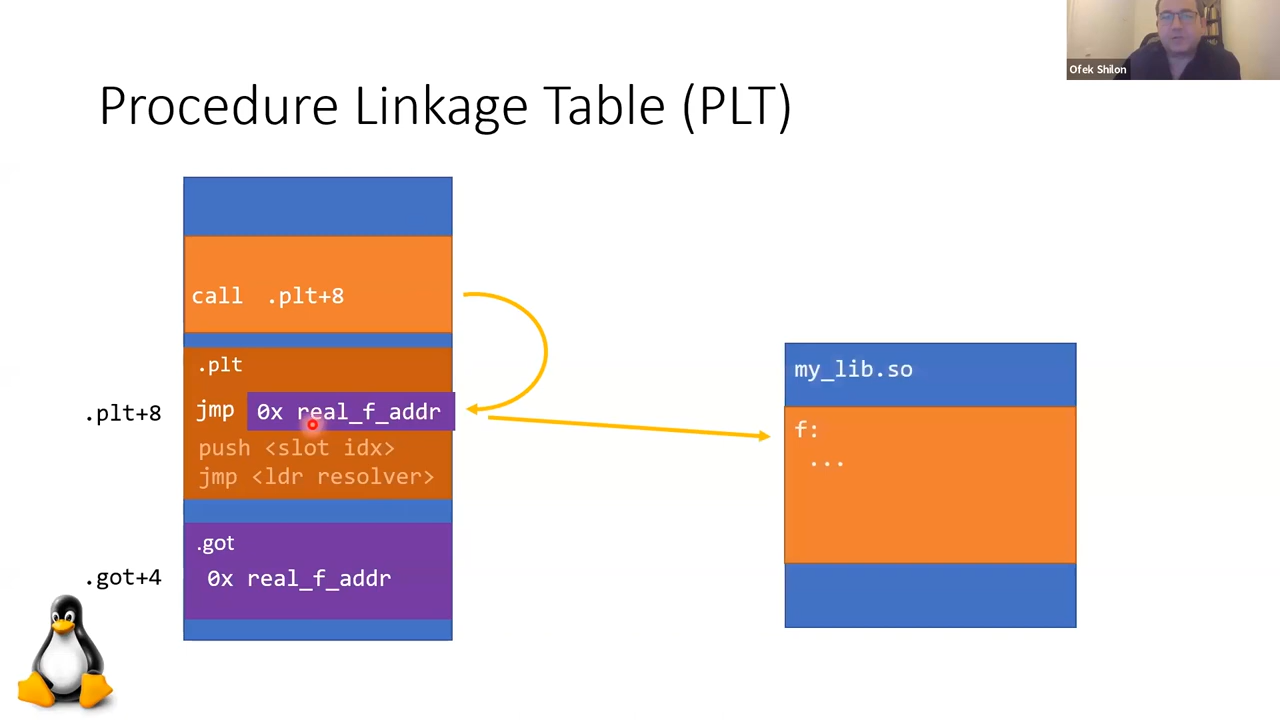 Ofek Shilon
Procedure Linkage Table (PLT)
call .plt+8
.plt
.plt+8
jmp 0x real_f_addr
push <slot idx>
jmp <ldr resolver>
.got
.got+4
0x real_f_addr
my_lib.so
f:
...